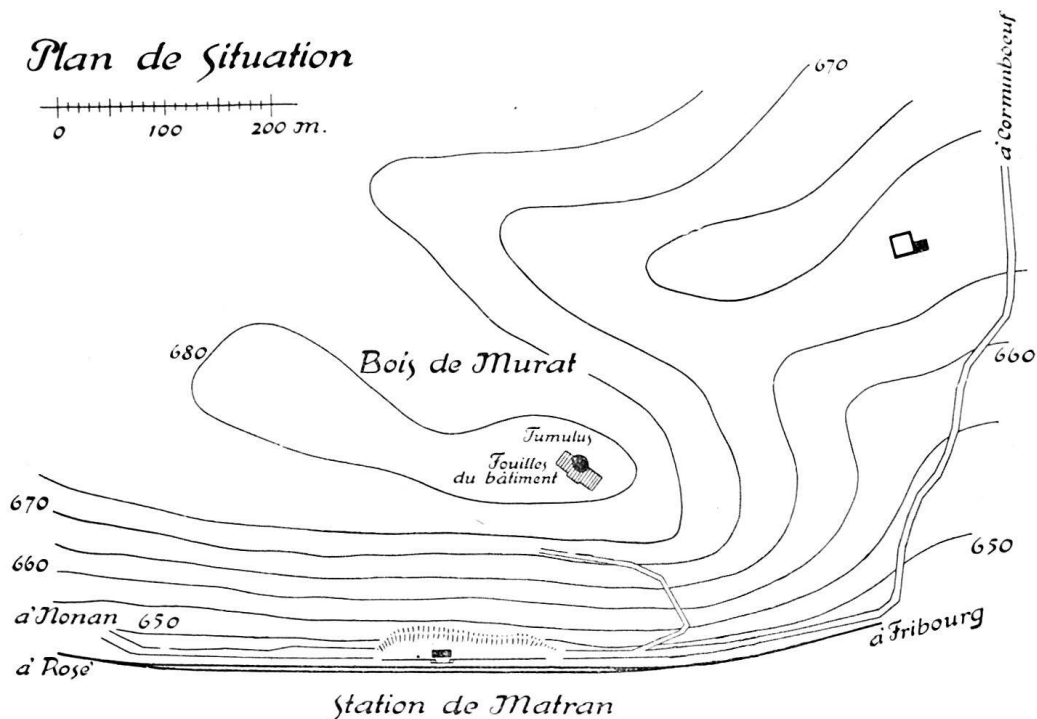 Plan de Situation
0 100 200 m.
670
à Corminboeuf
680
Bois de Murat
660
Tumulus
Fouilles
du bâtiment
670
650
660
à Nonan 650
à Fribourg
à Rosé
Station de Matran